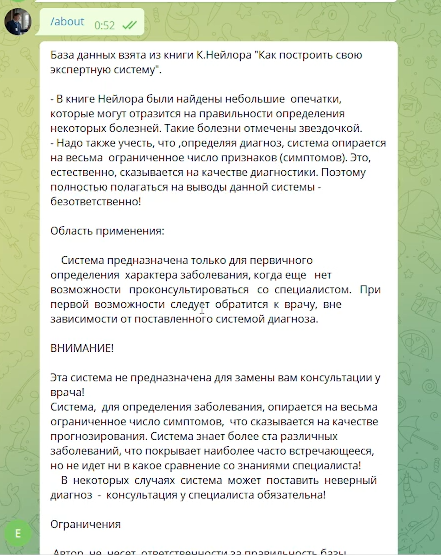 /about 0:52
База данных взята из книги К.Нейлора "Как построить свою
экспертную систему".
- В книге Нейлора были найдены небольшие опечатки,
которые могут отразится на правильности определения
некоторых болезней. Такие болезни отмечены звездочкой.
- Надо также учесть, что ,определяя диагноз, система опирается
на весьма ограниченное число признаков (симптомов). Это,
естественно, сказывается на качестве диагностики. Поэтому
полностью полагаться на выводы данной системы -
безответственно!
Область применения:
Система предназначена только для первичного
определения характера заболевания, когда еще нет
возможности проконсультироваться со специалистом. При
первой возможности следует обратится к врачу, вне
зависимости от поставленного системой диагноза.
ВНИМАНИЕ!
Эта система не предназначена для замены вам консультации у
врача!
Система, для определения заболевания, опирается на весьма
ограниченное число симптомов, что сказывается на качестве
прогнозирования. Система знает более ста различных
заболеваний, что покрывает наиболее часто встречающееся,
но не идет ни в какое сравнение со знаниями специалиста!
В некоторых случаях система может поставить неверный
диагноз - консультация у специалиста обязательна!
Ограничения
Автор не несет ответственности за правильность базы
E